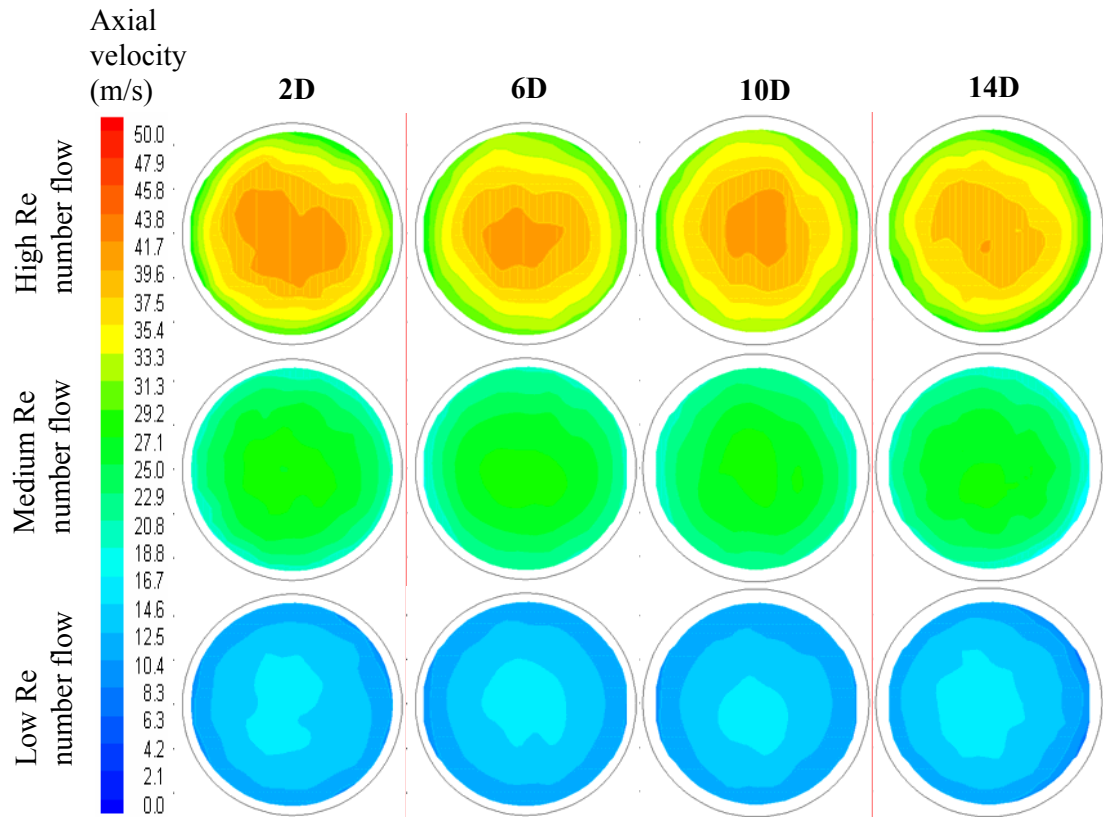 Axial
velocity
(m/s)
2D
6D
10D
14D
High Re
number flow
Medium Re
number flow
Low Re
number flow
50.0
47.9
45.8
43.8
41.7
39.6
37.5
35.4
33.3
31.3
29.2
27.1
25.0
22.9
20.8
18.8
16.7
14.6
12.5
10.4
8.3
6.3
4.2
2.1
0.0